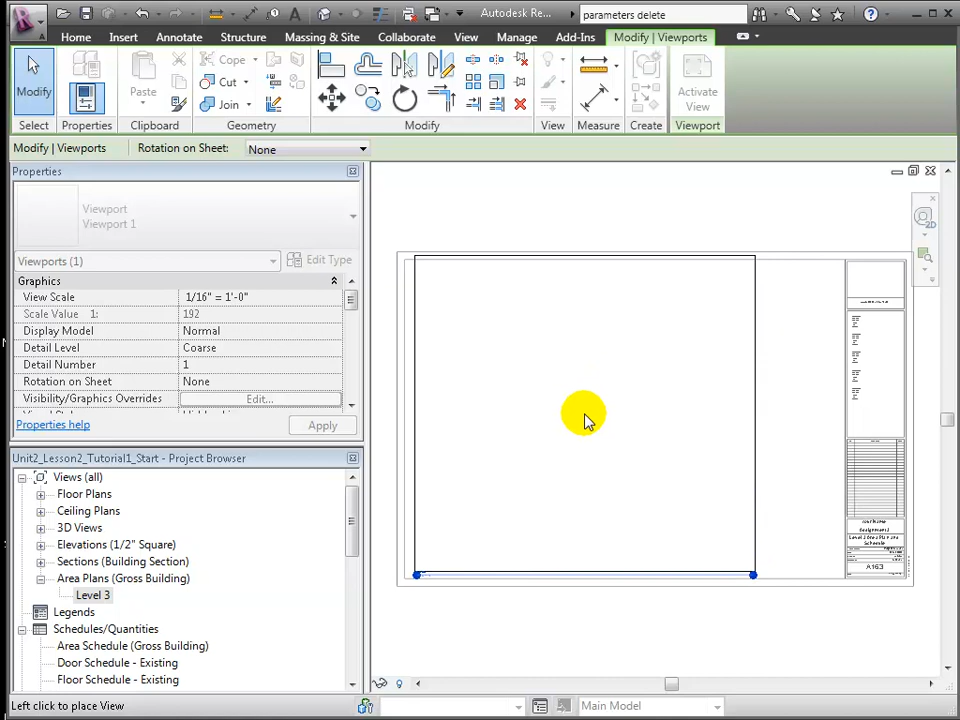 Autodesk Re...
parameters delete
Home Insert Annotate Structure Massing & Site Collaborate View Manage Add-Ins Modify | Viewports
Modify
Paste
Cope
Cut
Join
Activate
View
Select Properties Clipboard Geometry Modify View Measure Create Viewport
Modify | Viewports Rotation on Sheet: None
Properties
Viewport
Viewport 1
Viewports (1) Edit Type
Graphics
View Scale 1/16" = 1'-0"
Scale Value 1: 192
Display Model Normal
Detail Level Coarse
Detail Number 1
Rotation on Sheet None
Visibility/Graphics Overrides Edit...
Properties help Apply
Unit2_Lesson2_Tutorial1_Start - Project Browser
Views (all)
Floor Plans
Ceiling Plans
3D Views
Elevations (1/2" Square)
Sections (Building Section)
Area Plans (Gross Building)
Level 3
Legends
Schedules/Quantities
Area Schedule (Gross Building)
Door Schedule - Existing
Floor Schedule - Existing
2D
A163
Left click to place View
Main Model